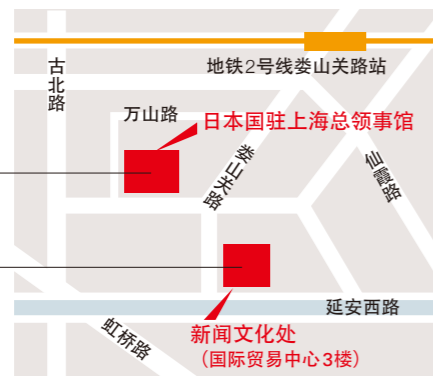 地铁2号线娄山关路站
古北路
万山路
日本国驻上海总领事馆
娄山关路
仙霞路
延安西路
虹桥路
新闻文化处
（国际贸易中心3楼）